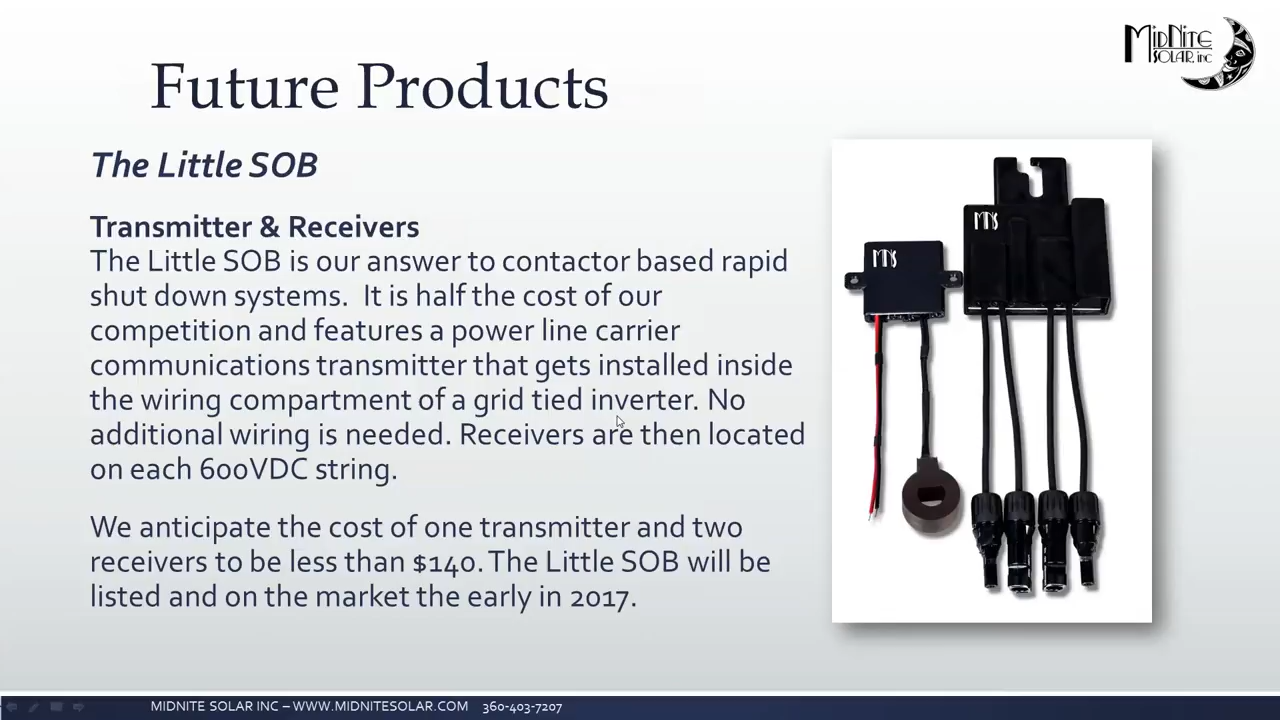 Future Products
MIDNITE
SOLAR, inc
The Little SOB
Transmitter & Receivers
The Little SOB is our answer to contactor based rapid
shut down systems.  It is half the cost of our
competition and features a power line carrier
communications transmitter that gets installed inside
the wiring compartment of a grid tied inverter. No
additional wiring is needed. Receivers are then located
on each 600VDC string.
We anticipate the cost of one transmitter and two
receivers to be less than $140. The Little SOB will be
listed and on the market the early in 2017.
MNS
MNS
MIDNITE SOLAR INC – WWW.MIDNITESOLAR.COM    360-403-7207